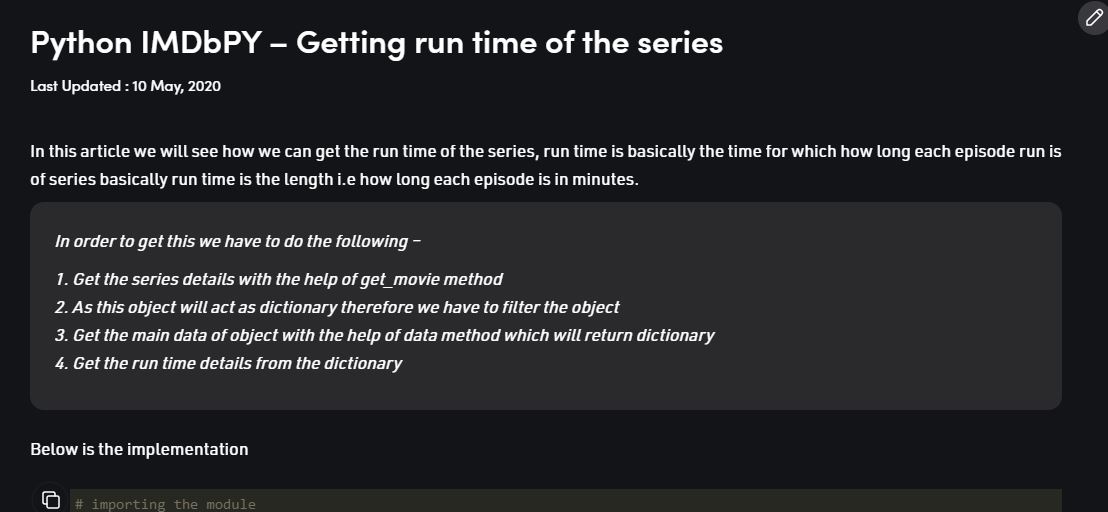 Python IMDbPY – Getting run time of the series
Last Updated : 10 May, 2020
In this article we will see how we can get the run time of the series, run time is basically the time for which how long each episode run is
of series basically run time is the length i.e how long each episode is in minutes.
In order to get this we have to do the following –
1. Get the series details with the help of get_movie method
2. As this object will act as dictionary therefore we have to filter the object
3. Get the main data of object with the help of data method which will return dictionary
4. Get the run time details from the dictionary
Below is the implementation
# importing the module